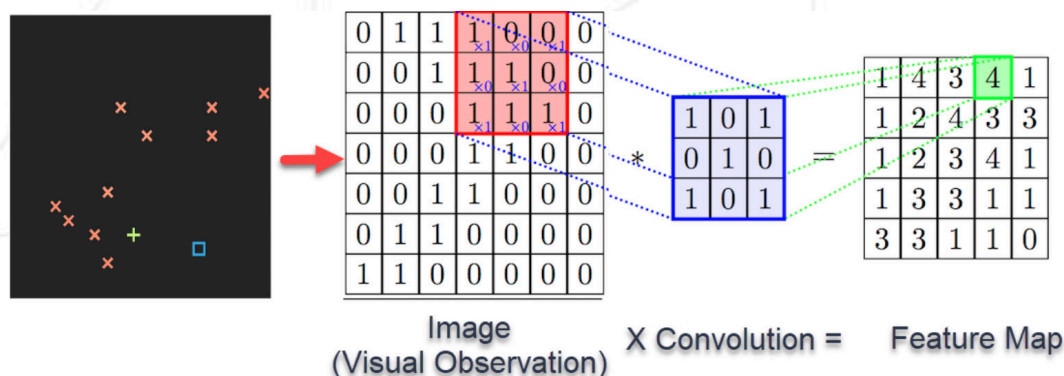 0 1 1 1×1 0×0 0×1 0
0 0 1 1×0 1×1 0×0 0
0 0 0 1×1 1×0 1×1 0
0 0 0 1 1 0 0
0 0 1 1 0 0 0
0 1 1 0 0 0 0
1 1 0 0 0 0 0
*
1 0 1
0 1 0
1 0 1
=
1 4 3 4 1
1 2 4 3 3
1 2 3 4 1
1 3 3 1 1
3 3 1 1 0
Image
(Visual Observation)
X Convolution =
Feature Map